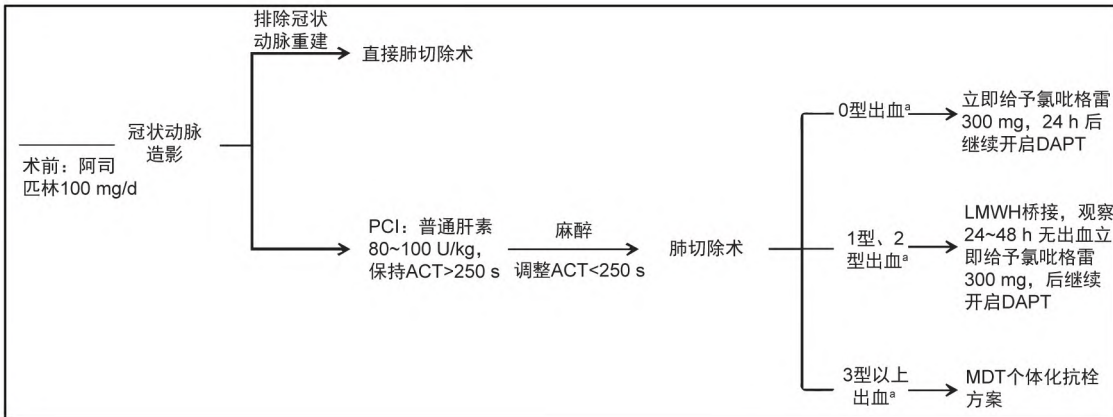 术前：阿司
匹林100 mg/d
冠状动脉
造影
排除冠状
动脉重建
直接肺切除术
PCI：普通肝素
80~100 U/kg，
保持ACT>250 s
麻醉
调整ACT<250 s
肺切除术
0型出血ᵃ
立即给予氯吡格雷
300 mg，24 h 后
继续开启DAPT
1型、2
型出血ᵃ
LMWH桥接，观察
24~48 h 无出血立
即给予氯吡格雷
300 mg，后继续
开启DAPT
3型以上
出血ᵃ
MDT个体化抗栓
方案